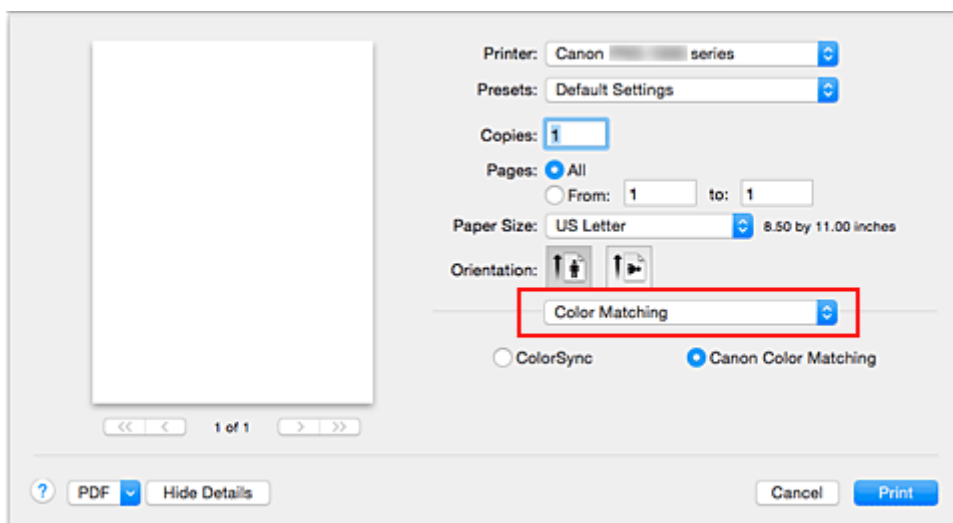 Printer: Canon series
Presets: Default Settings
Copies: 1
Pages: All
From: 1 to: 1
Paper Size: US Letter 8.50 by 11.00 inches
Orientation:
Color Matching
ColorSync Canon Color Matching
1 of 1
? PDF Hide Details Cancel Print